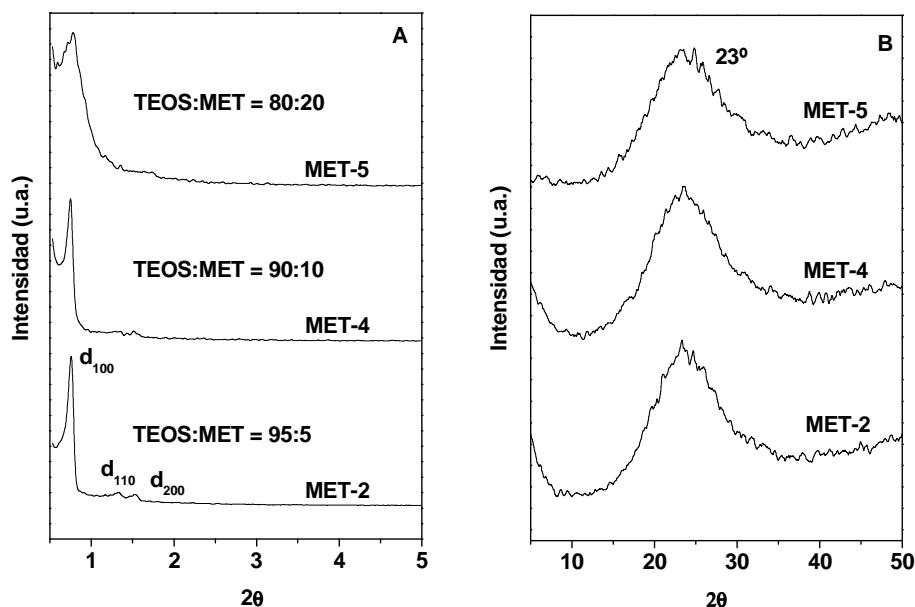 A
TEOS:MET = 80:20
MET-5
TEOS:MET = 90:10
MET-4
d100
TEOS:MET = 95:5
d110 d200
MET-2
Intensidad (u.a.)
1 2 3 4 5
2θ
B
23º
MET-5
MET-4
MET-2
Intensidad (u.a.)
10 20 30 40 50
2θ